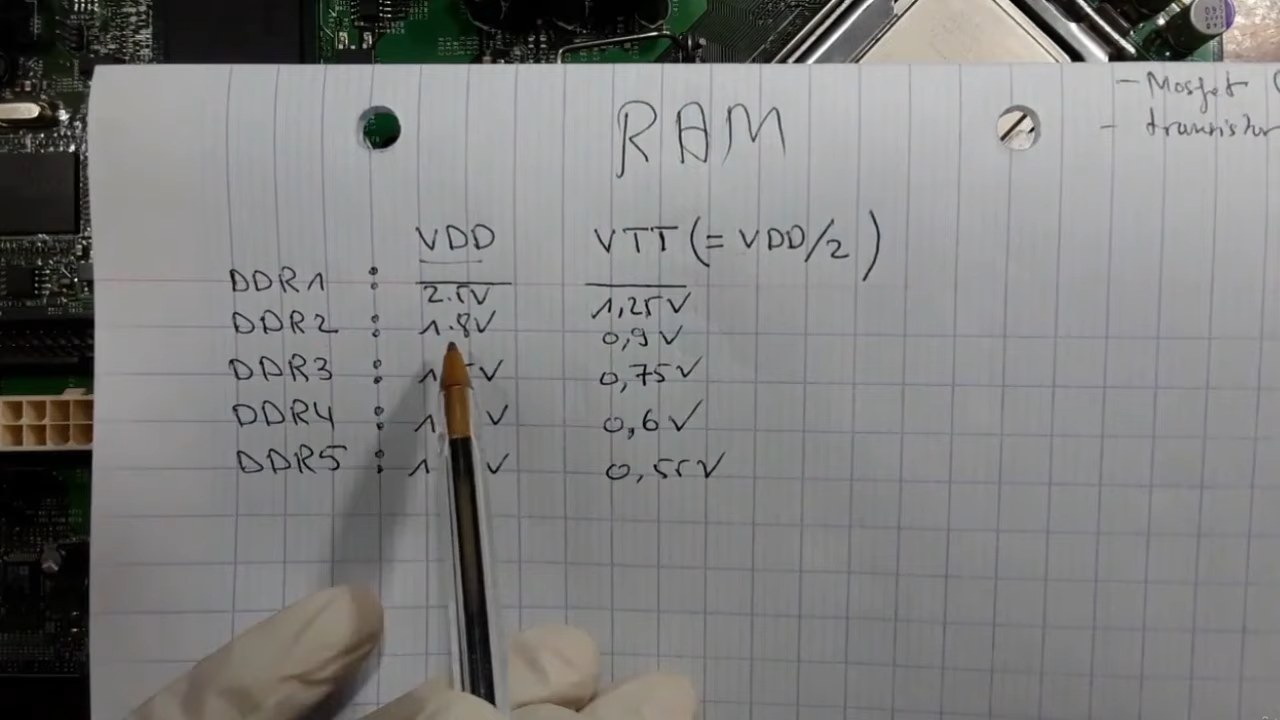 RAM
- Mosfet
- transistor
VDD VTT (= VDD/2)
DDR1 : 2.5V 1,25V
DDR2 : 1.8V 0,9V
DDR3 : V 0,75V
DDR4 : V 0,6V
DDR5 : V 0,55V